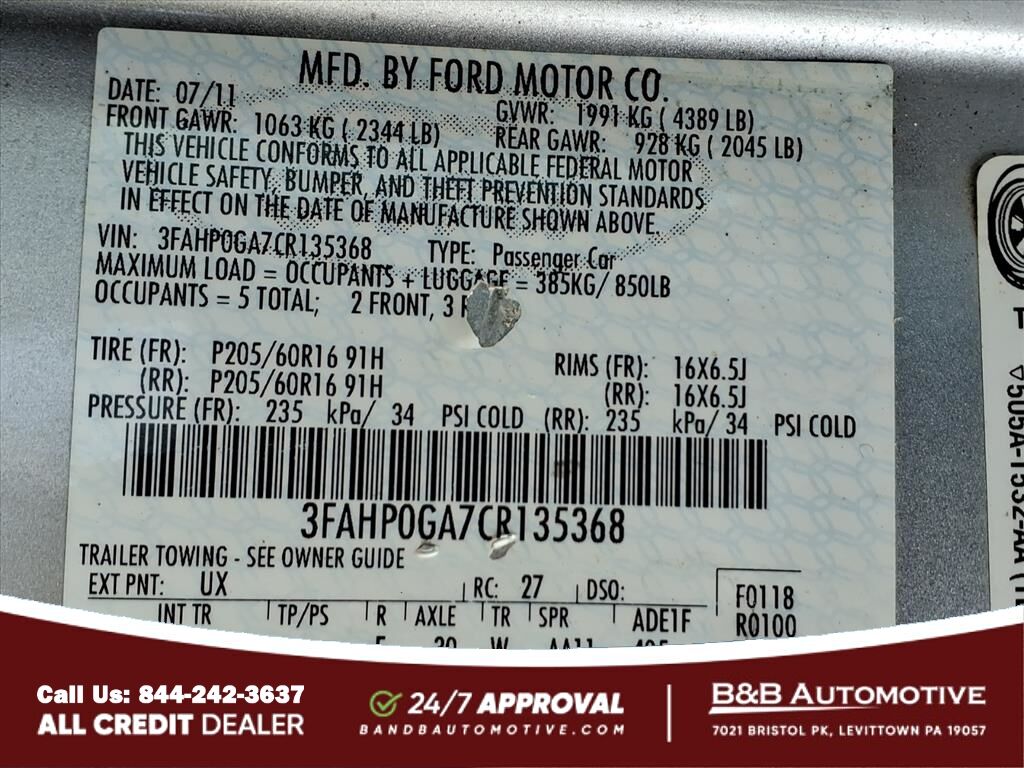 MFD. BY FORD MOTOR CO.
DATE: 07/11 GVWR: 1991 KG ( 4389 LB)
FRONT GAWR: 1063 KG ( 2344 LB) REAR GAWR: 928 KG ( 2045 LB)
THIS VEHICLE CONFORMS TO ALL APPLICABLE FEDERAL MOTOR
VEHICLE SAFETY, BUMPER, AND THEFT PREVENTION STANDARDS
IN EFFECT ON THE DATE OF MANUFACTURE SHOWN ABOVE.
VIN: 3FAHP0GA7CR135368 TYPE: Passenger Car
MAXIMUM LOAD = OCCUPANTS + LUGGAGE = 385KG/ 850LB
OCCUPANTS = 5 TOTAL; 2 FRONT, 3
TIRE (FR): P205/60R16 91H RIMS (FR): 16X6.5J
(RR): P205/60R16 91H (RR): 16X6.5J
PRESSURE (FR): 235 kPa/ 34 PSI COLD (RR): 235 kPa/ 34 PSI COLD
3FAHP0GA7CR135368
TRAILER TOWING - SEE OWNER GUIDE
EXT PNT: UX RC: 27 DSO:
F0118
INT TR TP/PS R AXLE TR SPR ADE1F R0100
Call Us: 844-242-3637
ALL CREDIT DEALER
24/7 APPROVAL
BANDBAUTOMOTIVE.COM
B&B AUTOMOTIVE
7021 BRISTOL PK, LEVITTOWN PA 19057